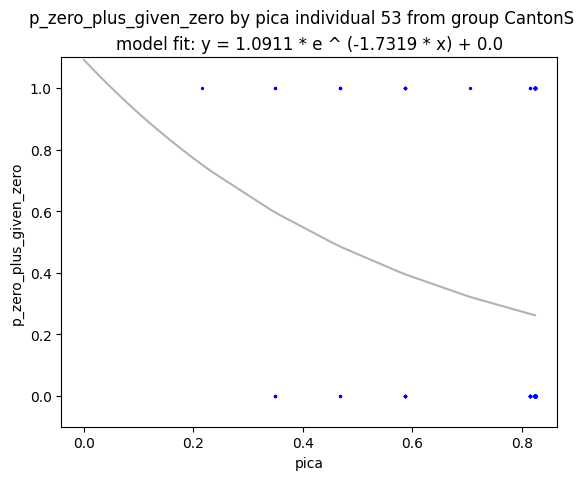 p_zero_plus_given_zero by pica individual 53 from group CantonS
model fit: y = 1.0911 * e ^ (-1.7319 * x) + 0.0
1.0
0.8
0.6
0.4
0.2
0.0
p_zero_plus_given_zero
0.0 0.2 0.4 0.6 0.8
pica